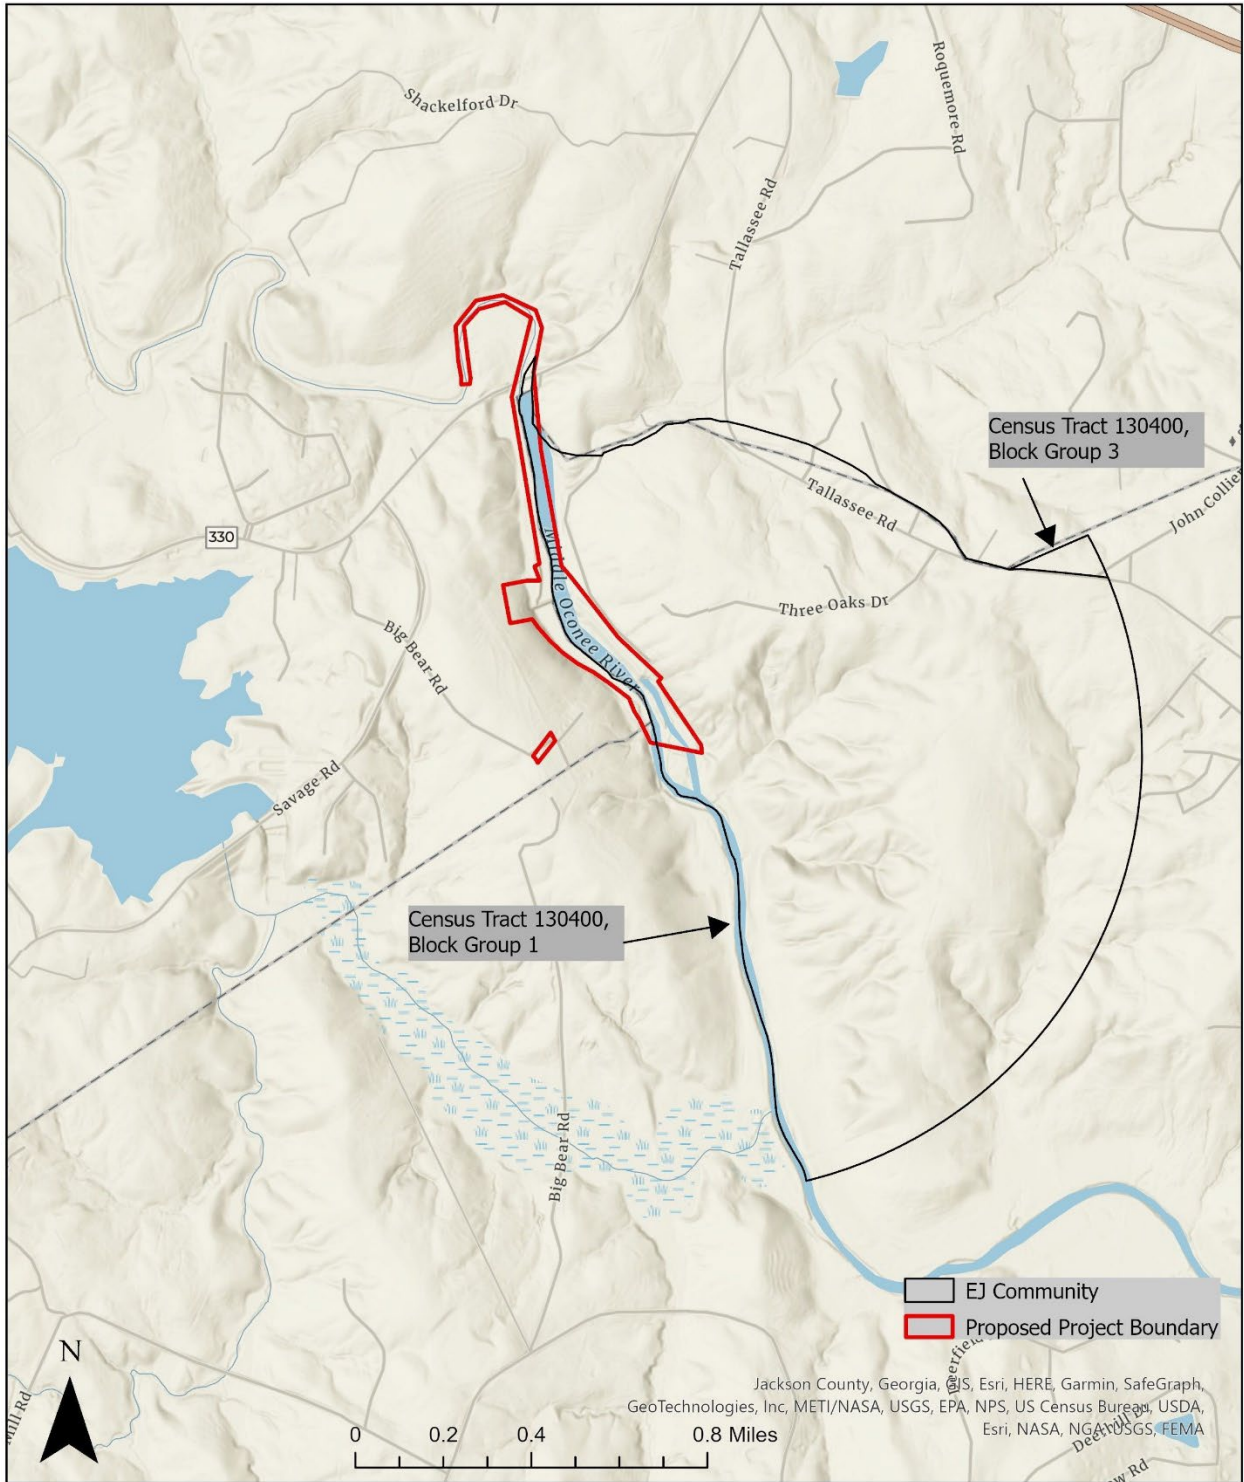 Shackelford Dr
Roquemore Rd
Tallassee Rd
Census Tract 130400,
Block Group 3
Tallassee Rd
John Collier
330
Middle Oconee River
Three Oaks Dr
Big Bear Rd
Savage Rd
Census Tract 130400,
Block Group 1
Big Bear Rd
EJ Community
Proposed Project Boundary
N
Mill Rd
Deerfield
Jackson County, Georgia, GIS, Esri, HERE, Garmin, SafeGraph,
GeoTechnologies, Inc, METI/NASA, USGS, EPA, NPS, US Census Bureau, USDA,
Esri, NASA, NGA, USGS, FEMA
Deerhill Dr
Rd
0 0.2 0.4 0.8 Miles